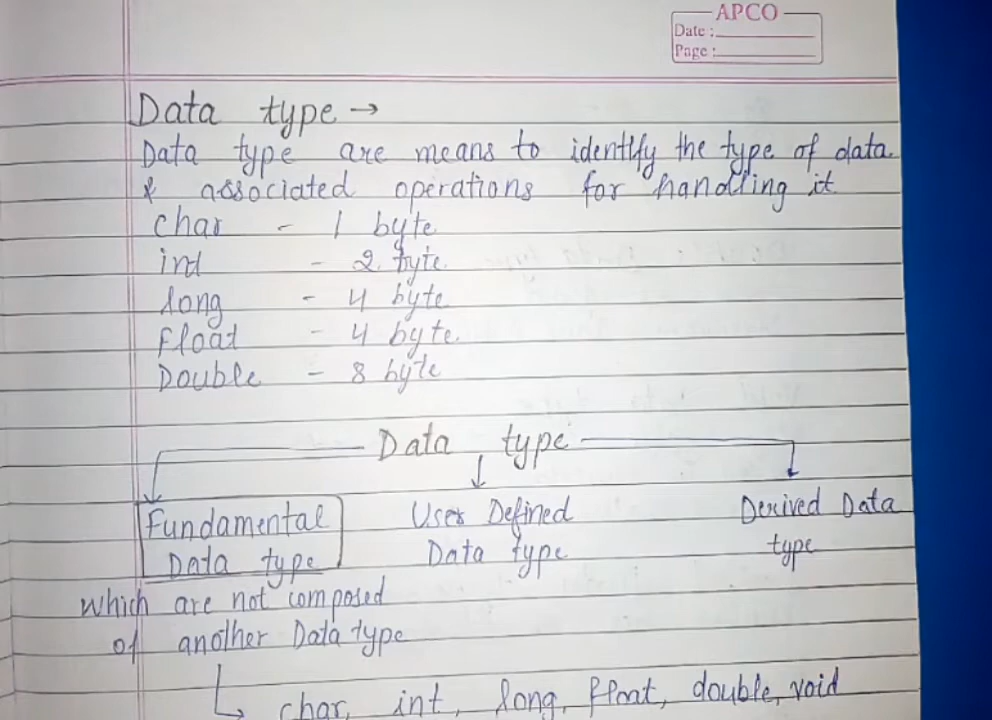 APCO
Date :
Page :
Data type →
Data type are means to identify the type of data
& associated operations for handling it
char - 1 byte
int - 2 byte
long - 4 byte
Float - 4 byte
Double - 8 byte
Data type
Fundamental
Data type
User Defined
Data type
Derived Data
type
which are not composed
of another Data type
char, int, long, float, double, void